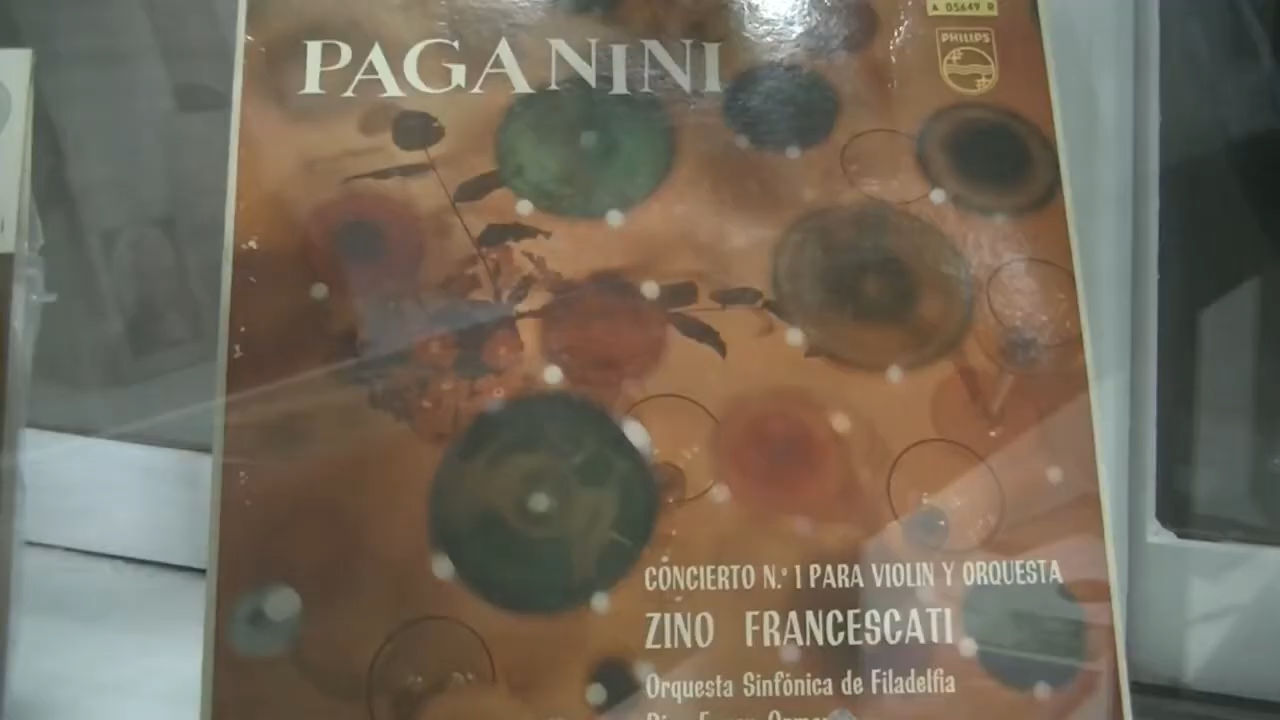 A 05649 R
PHILIPS
PAGANINI
CONCIERTO N.º 1 PARA VIOLIN Y ORQUESTA
ZINO FRANCESCATI
Orquesta Sinfónica de Filadelfia